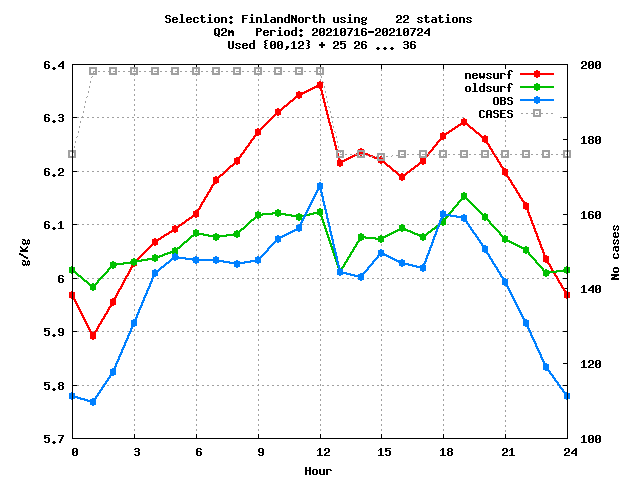 Selection: FinlandNorth using    22 stations
Q2m   Period: 20210716-20210724
Used {00,12} + 25 26 ... 36
6.4
6.3
6.2
6.1
6
5.9
5.8
5.7
200
180
160
140
120
100
newsurf
oldsurf
OBS
CASES
g/Kg
No cases
0 3 6 9 12 15 18 21 24
Hour